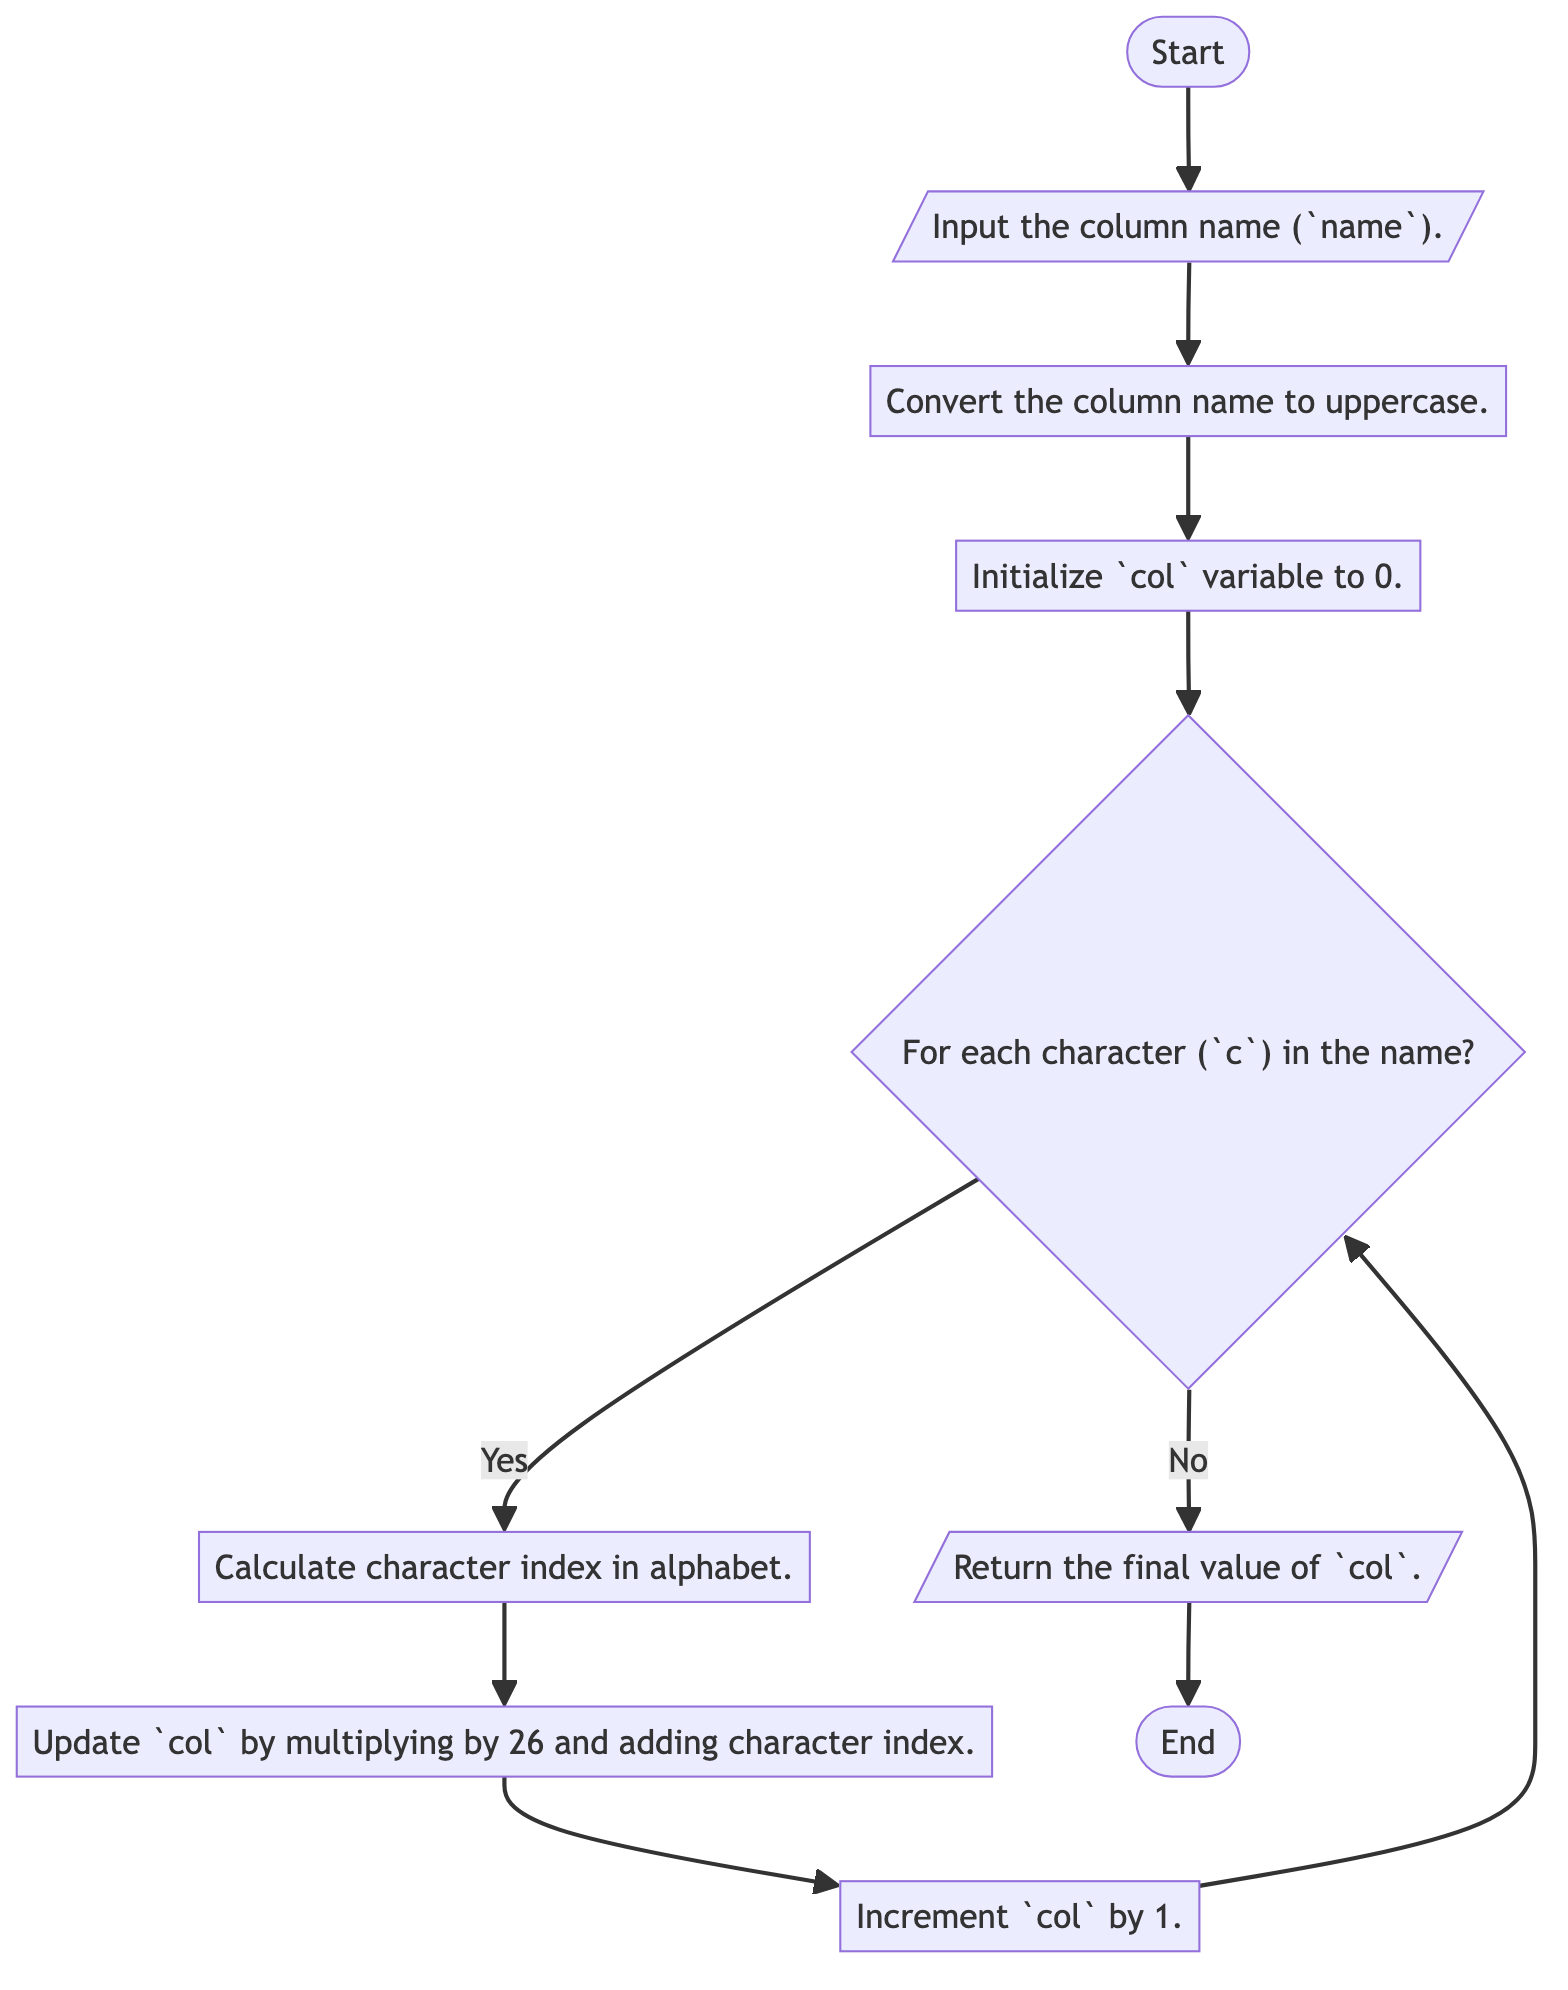 Start
Input the column name (`name`).
Convert the column name to uppercase.
Initialize `col` variable to 0.
For each character (`c`) in the name?
Yes
No
Calculate character index in alphabet.
Return the final value of `col`.
Update `col` by multiplying by 26 and adding character index.
End
Increment `col` by 1.